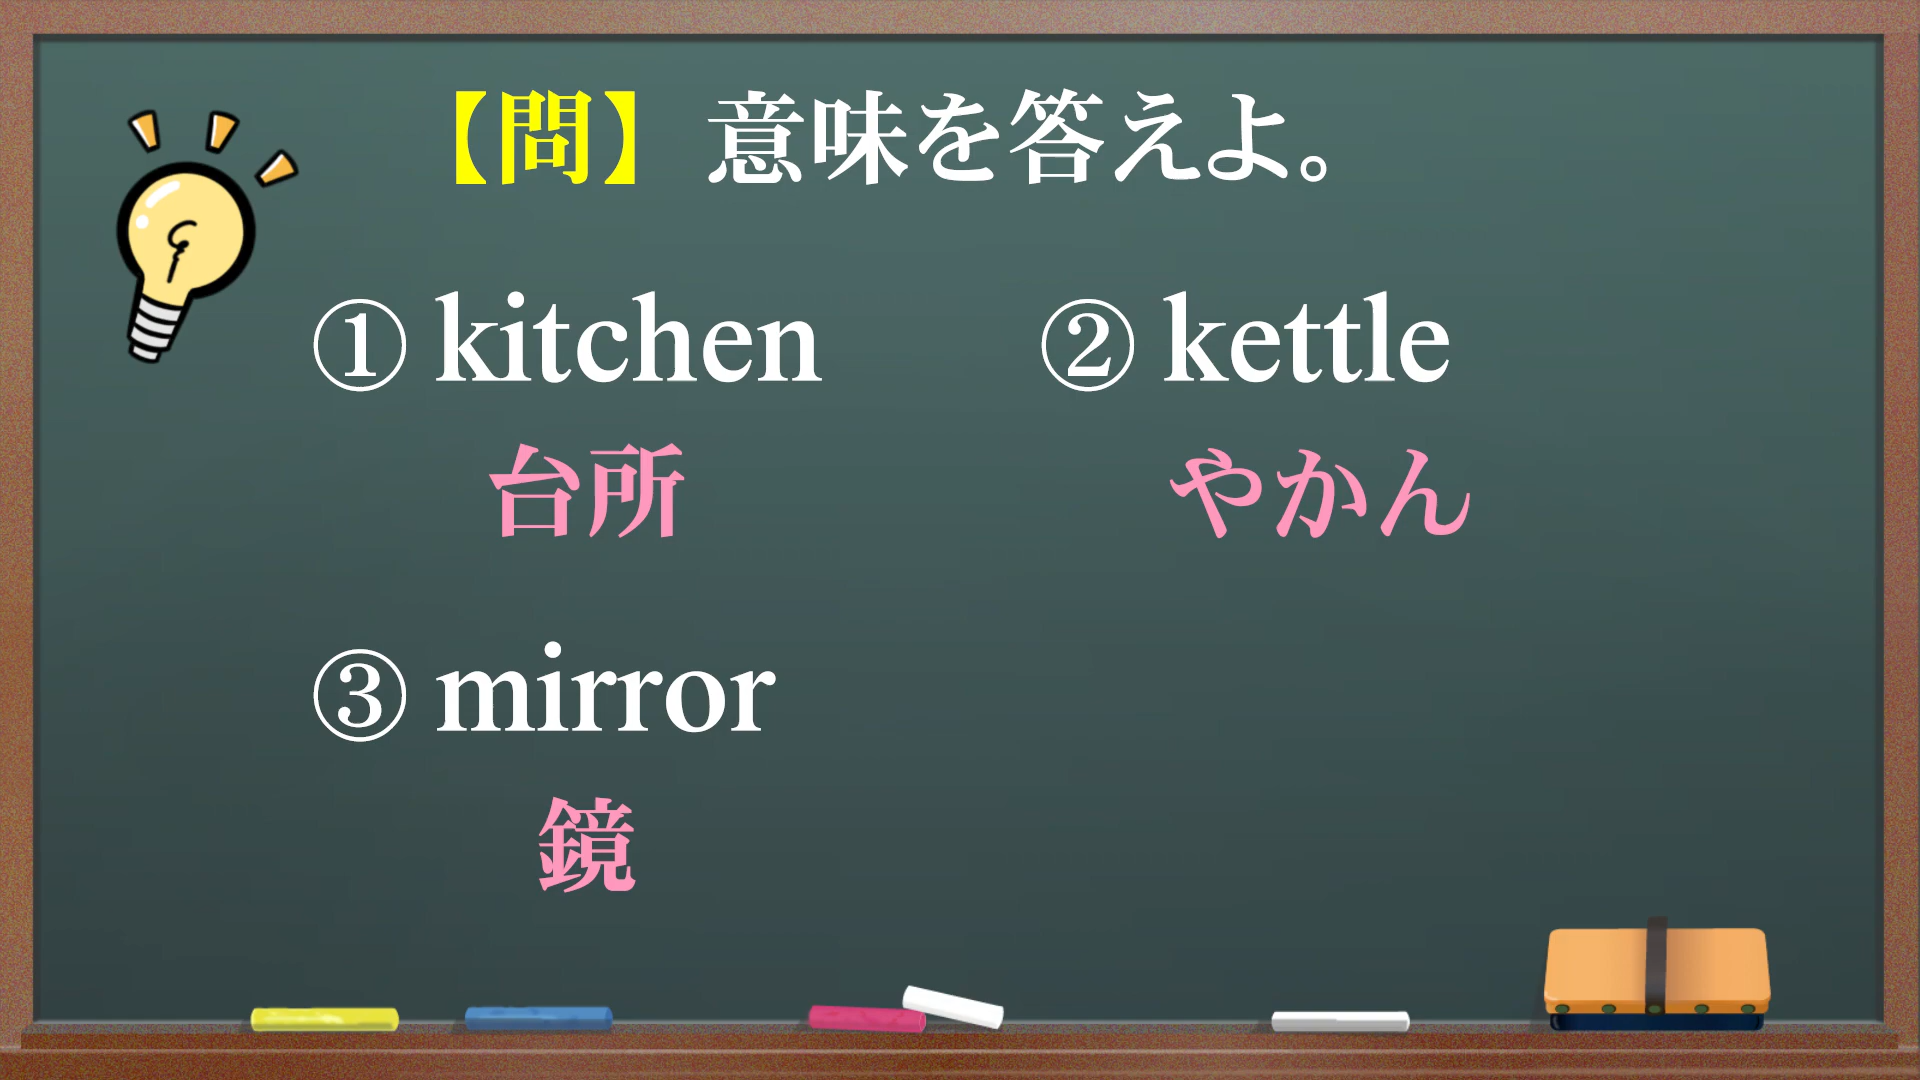 【問】意味を答えよ。
① kitchen ② kettle
台所 やかん
③ mirror
鏡